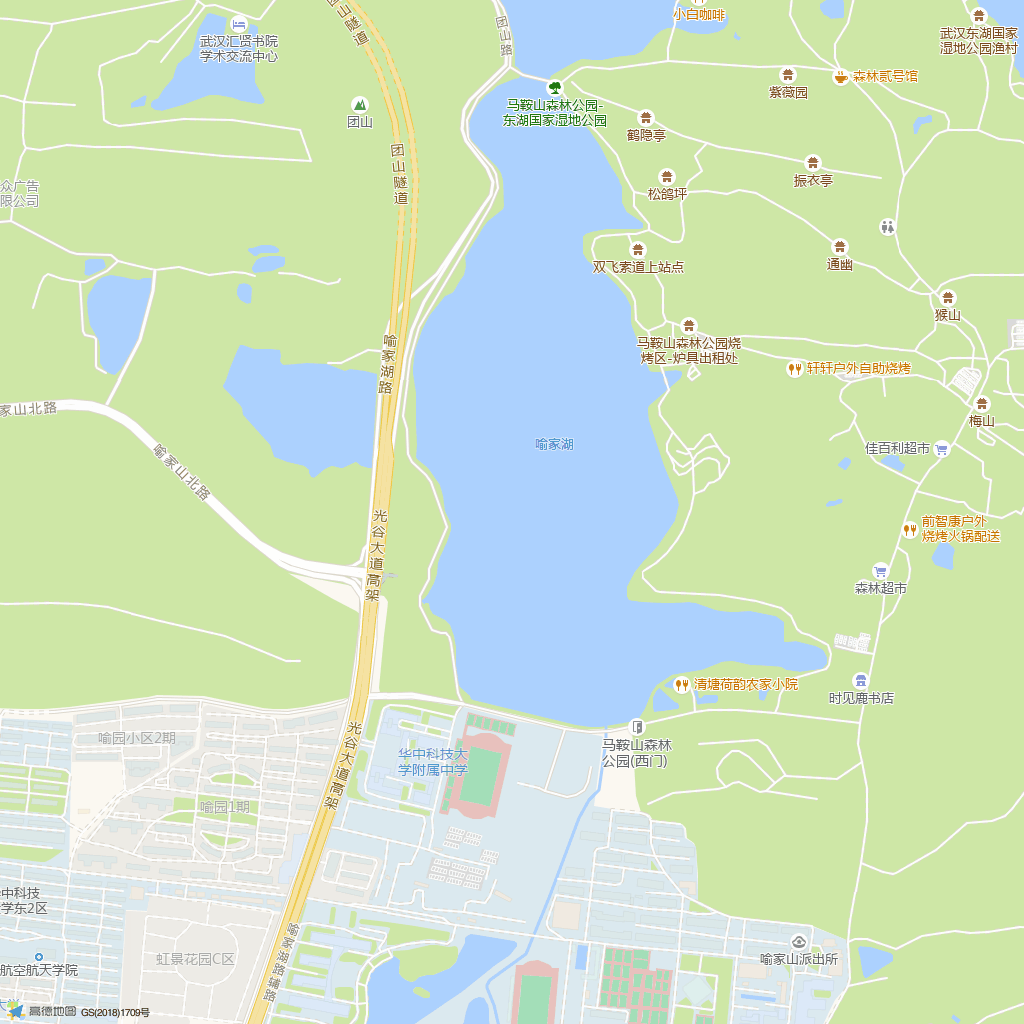 小白咖啡
武汉东湖国家
湿地公园渔村
武汉汇贤书院
学术交流中心
团山隧道
团山路
森林贰号馆
紫薇园
马鞍山森林公园-
东湖国家湿地公园
团山
鹤隐亭
团山隧道
振衣亭
众广告
限公司
松鸽坪
双飞索道上站点
通幽
猴山
马鞍山森林公园烧
烤区-炉具出租处
喻家湖路
轩轩户外自助烧烤
家山北路
梅山
喻家湖
佳百利超市
喻家山北路
光谷大道高架
前智康户外
烧烤火锅配送
森林超市
清塘荷韵农家小院
时见鹿书店
喻园小区2期
光谷大道高架
华中科技大
学附属中学
马鞍山森林
公园(西门)
喻园1期
中科技
学东2区
虹景花园C区
喻家湖路辅路
喻家山派出所
航空航天学院
大学
高德地图
GS(2018)1709号